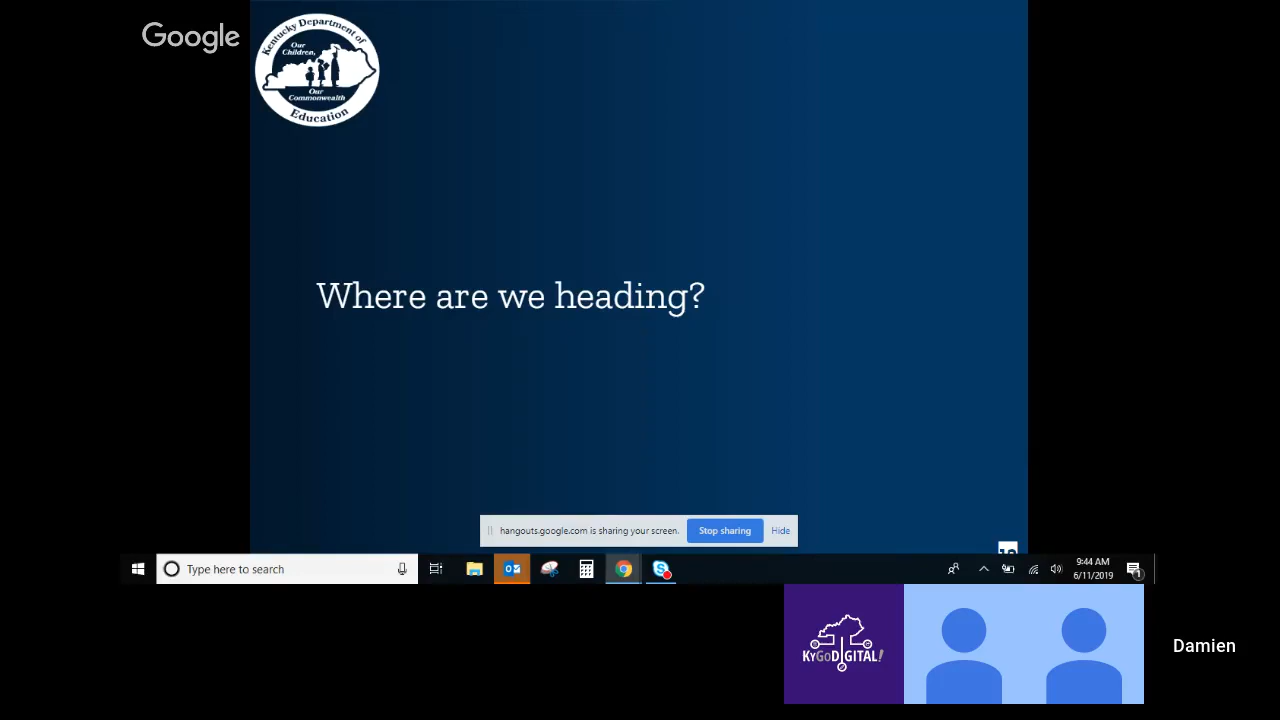 Google
Kentucky Department of
Our
Children,
Our
Commonwealth
Education
Where are we heading?
hangouts.google.com is sharing your screen.
Stop sharing
Hide
Type here to search
9:44 AM
6/11/2019
1
KYGODIGITAL!
Damien